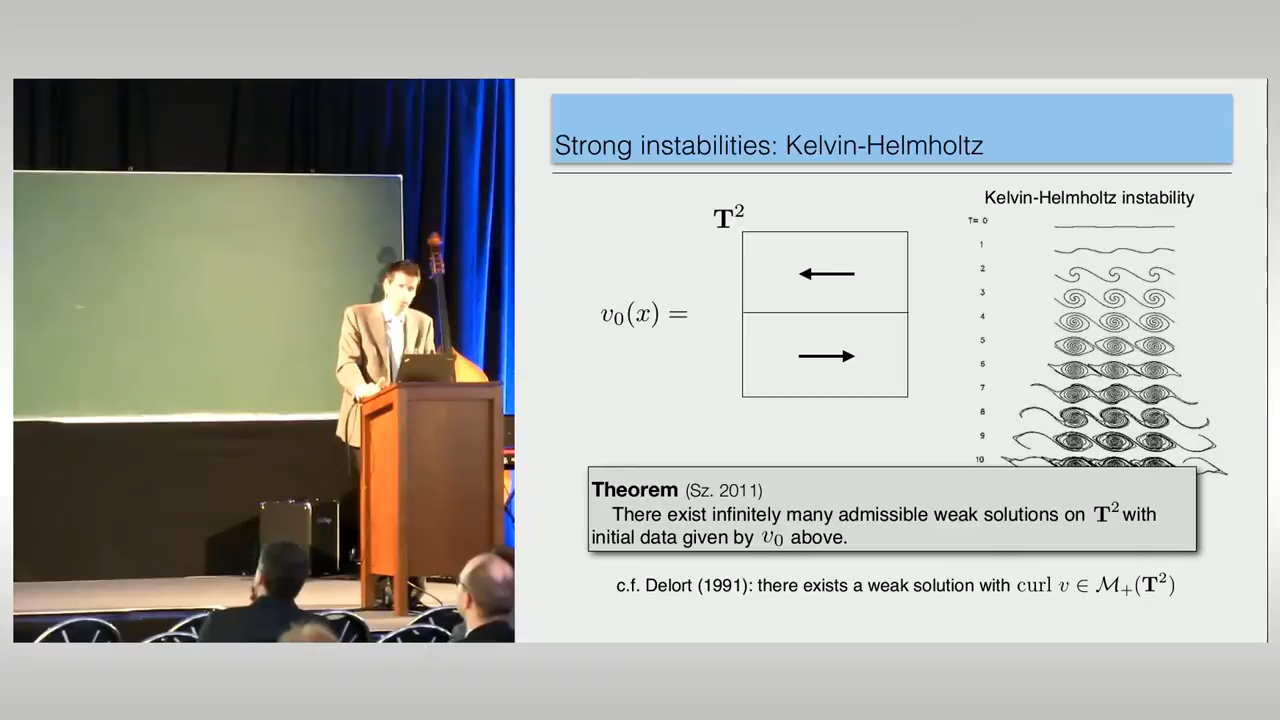 Strong instabilities: Kelvin-Helmholtz
Kelvin-Helmholtz instability
T²
v₀(x) =
T= 0
1
2
3
4
5
6
7
8
9
10
Theorem (Sz. 2011)
There exist infinitely many admissible weak solutions on T² with
initial data given by v₀ above.
c.f. Delort (1991): there exists a weak solution with curl v ∈ ℳ₊(T²)